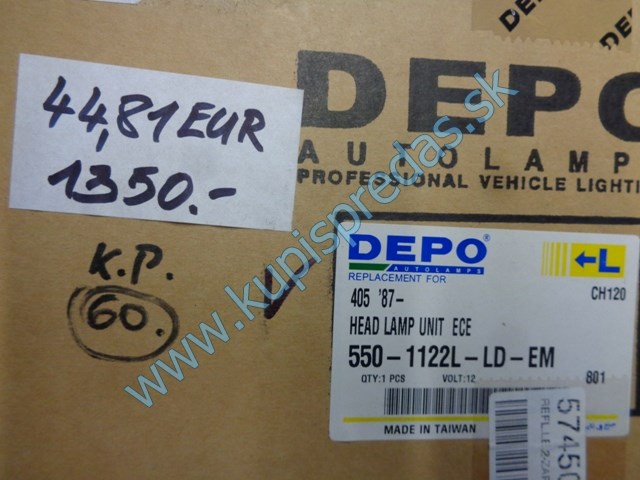 44,81 EUR
1350.-
K.P.
60.
DEPO
AUTOLAMPS
PROFESSIONAL VEHICLE LIGHTI
DEPO®
AUTOLAMPS
REPLACEMENT FOR
←L
405 '87-
CH120
HEAD LAMP UNIT ECE
550-1122L-LD-EM
QTY:1 PCS VOLT:12
801
MADE IN TAIWAN
57450
www.kupispredas.sk